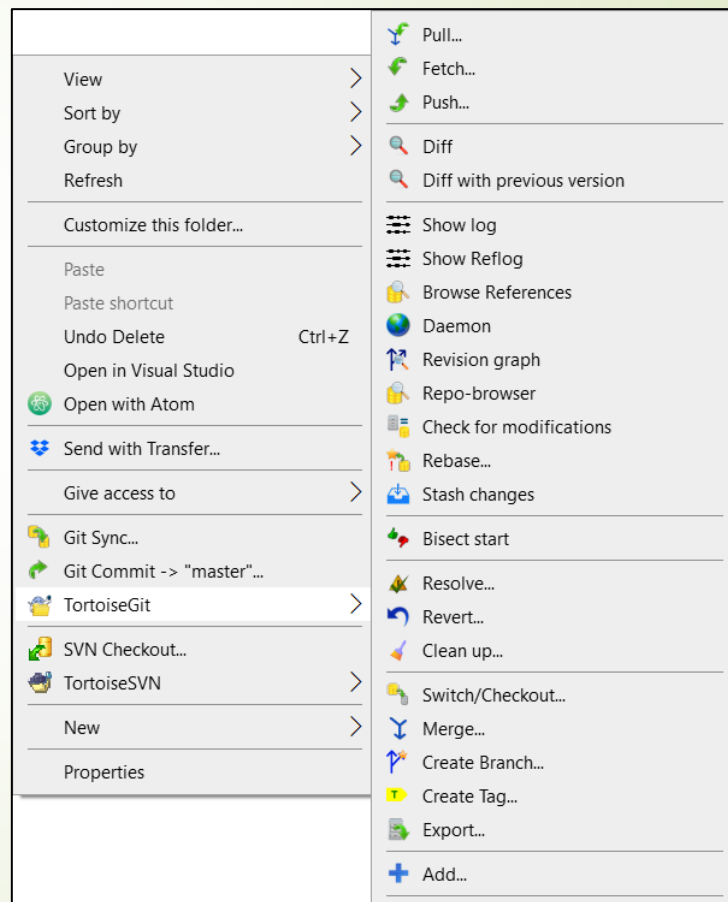 View
Sort by
Group by
Refresh
Customize this folder...
Paste
Paste shortcut
Undo Delete Ctrl+Z
Open in Visual Studio
Open with Atom
Send with Transfer...
Give access to
Git Sync...
Git Commit -> "master"...
TortoiseGit
SVN Checkout...
TortoiseSVN
New
Properties
Pull...
Fetch...
Push...
Diff
Diff with previous version
Show log
Show Reflog
Browse References
Daemon
Revision graph
Repo-browser
Check for modifications
Rebase...
Stash changes
Bisect start
Resolve...
Revert...
Clean up...
Switch/Checkout...
Merge...
Create Branch...
T Create Tag...
Export...
Add...